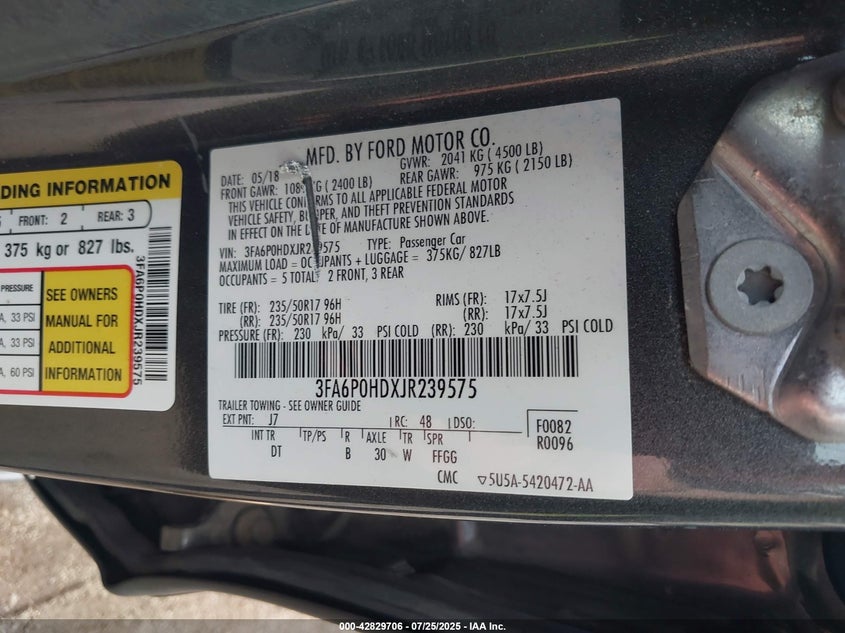 DING INFORMATION
FRONT: 2 REAR: 3
375 kg or 827 lbs.
PRESSURE
A, 33 PSI
A, 33 PSI
A, 60 PSI
SEE OWNERS
MANUAL FOR
ADDITIONAL
INFORMATION
3FA6P0HDXJR239575
MFD. BY FORD MOTOR CO.
DATE: 05/18 GVWR: 2041 KG ( 4500 LB)
FRONT GAWR: KG ( 2400 LB) REAR GAWR: 975 KG ( 2150 LB)
THIS VEHICLE CONFORMS TO ALL APPLICABLE FEDERAL MOTOR
VEHICLE SAFETY, BUMPER, AND THEFT PREVENTION STANDARDS
IN EFFECT ON THE DATE OF MANUFACTURE SHOWN ABOVE.
VIN: 3FA6P0HDXJR239575 TYPE: Passenger Car
MAXIMUM LOAD = OCCUPANTS + LUGGAGE = 375KG/ 827LB
OCCUPANTS = 5 TOTAL: 2 FRONT, 3 REAR
TIRE (FR): 235/50R17 96H RIMS (FR): 17x7.5J
(RR): 235/50R17 96H (RR): 17x7.5J
PRESSURE (FR): 230 kPa/ 33 PSI COLD (RR): 230 kPa/ 33 PSI COLD
3FA6P0HDXJR239575
TRAILER TOWING - SEE OWNER GUIDE
EXT PNT: J7 RC: 48 DSO: F0082
INT TR TP/PS R AXLE TR SPR R0096
DT B 30 W FFGG
CMC ▽5U5A-5420472-AA
000-42829706 - 07/25/2025 - IAA Inc.